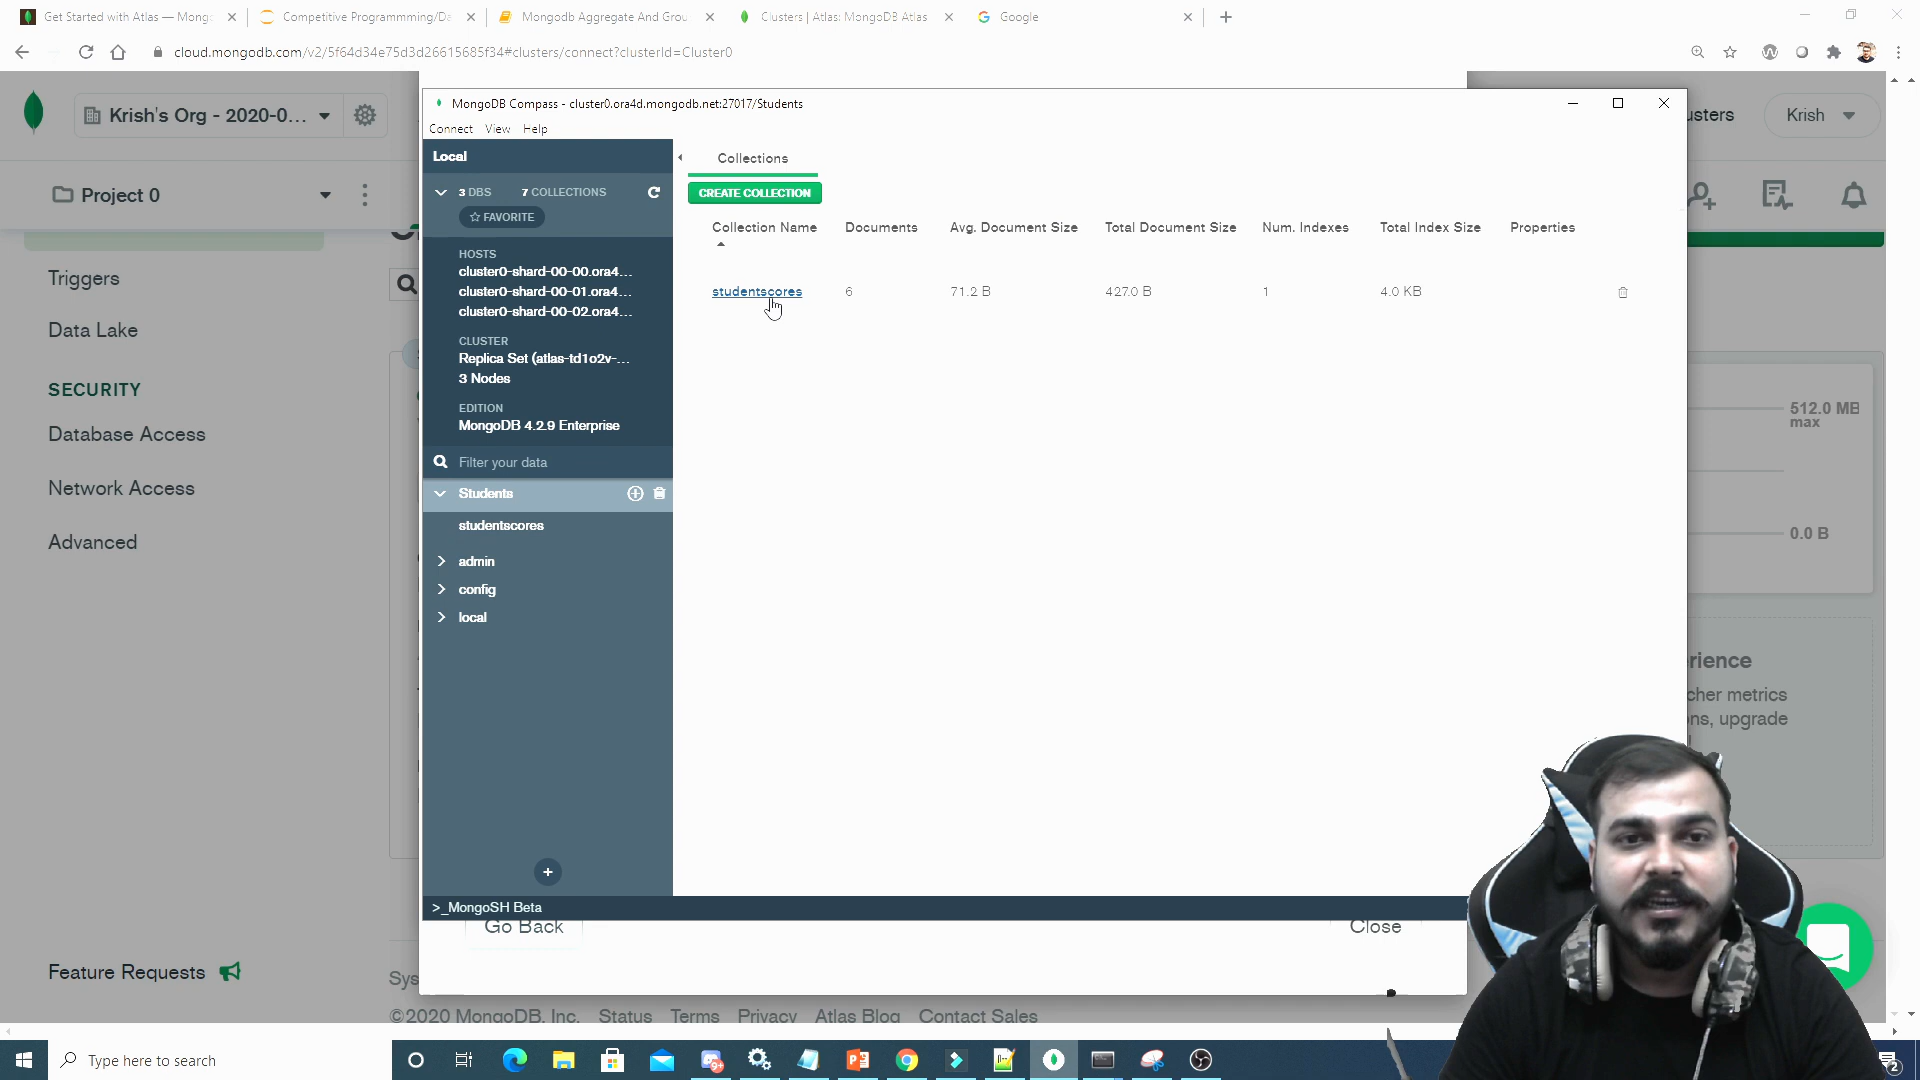 Get Started with Atlas — Mong
Competitive Programmming/Da
Mongodb Aggregate And Grou
Clusters | Atlas: MongoDB Atlas
Google
cloud.mongodb.com/v2/5f64d34e75d3d26615685f34#clusters/connect?clusterId=Cluster0
Krish's Org - 2020-0...
usters
Krish
Project 0
Triggers
Data Lake
SECURITY
Database Access
Network Access
Advanced
Feature Requests
MongoDB Compass - cluster0.ora4d.mongodb.net:27017/Students
Connect View Help
Local
3 DBS 7 COLLECTIONS
FAVORITE
HOSTS
cluster0-shard-00-00.ora4...
cluster0-shard-00-01.ora4...
cluster0-shard-00-02.ora4...
CLUSTER
Replica Set (atlas-td1o2v-...
3 Nodes
EDITION
MongoDB 4.2.9 Enterprise
Filter your data
Students
studentscores
admin
config
local
>_MongoSH Beta
Collections
CREATE COLLECTION
Collection Name Documents Avg. Document Size Total Document Size Num. Indexes Total Index Size Properties
studentscores 6 71.2 B 427.0 B 1 4.0 KB
512.0 MB
max
0.0 B
rience
cher metrics
ons, upgrade
Go Back
Close
Sys
©2020 MongoDB, Inc. Status Terms Privacy Atlas Blog Contact Sales
Type here to search
2